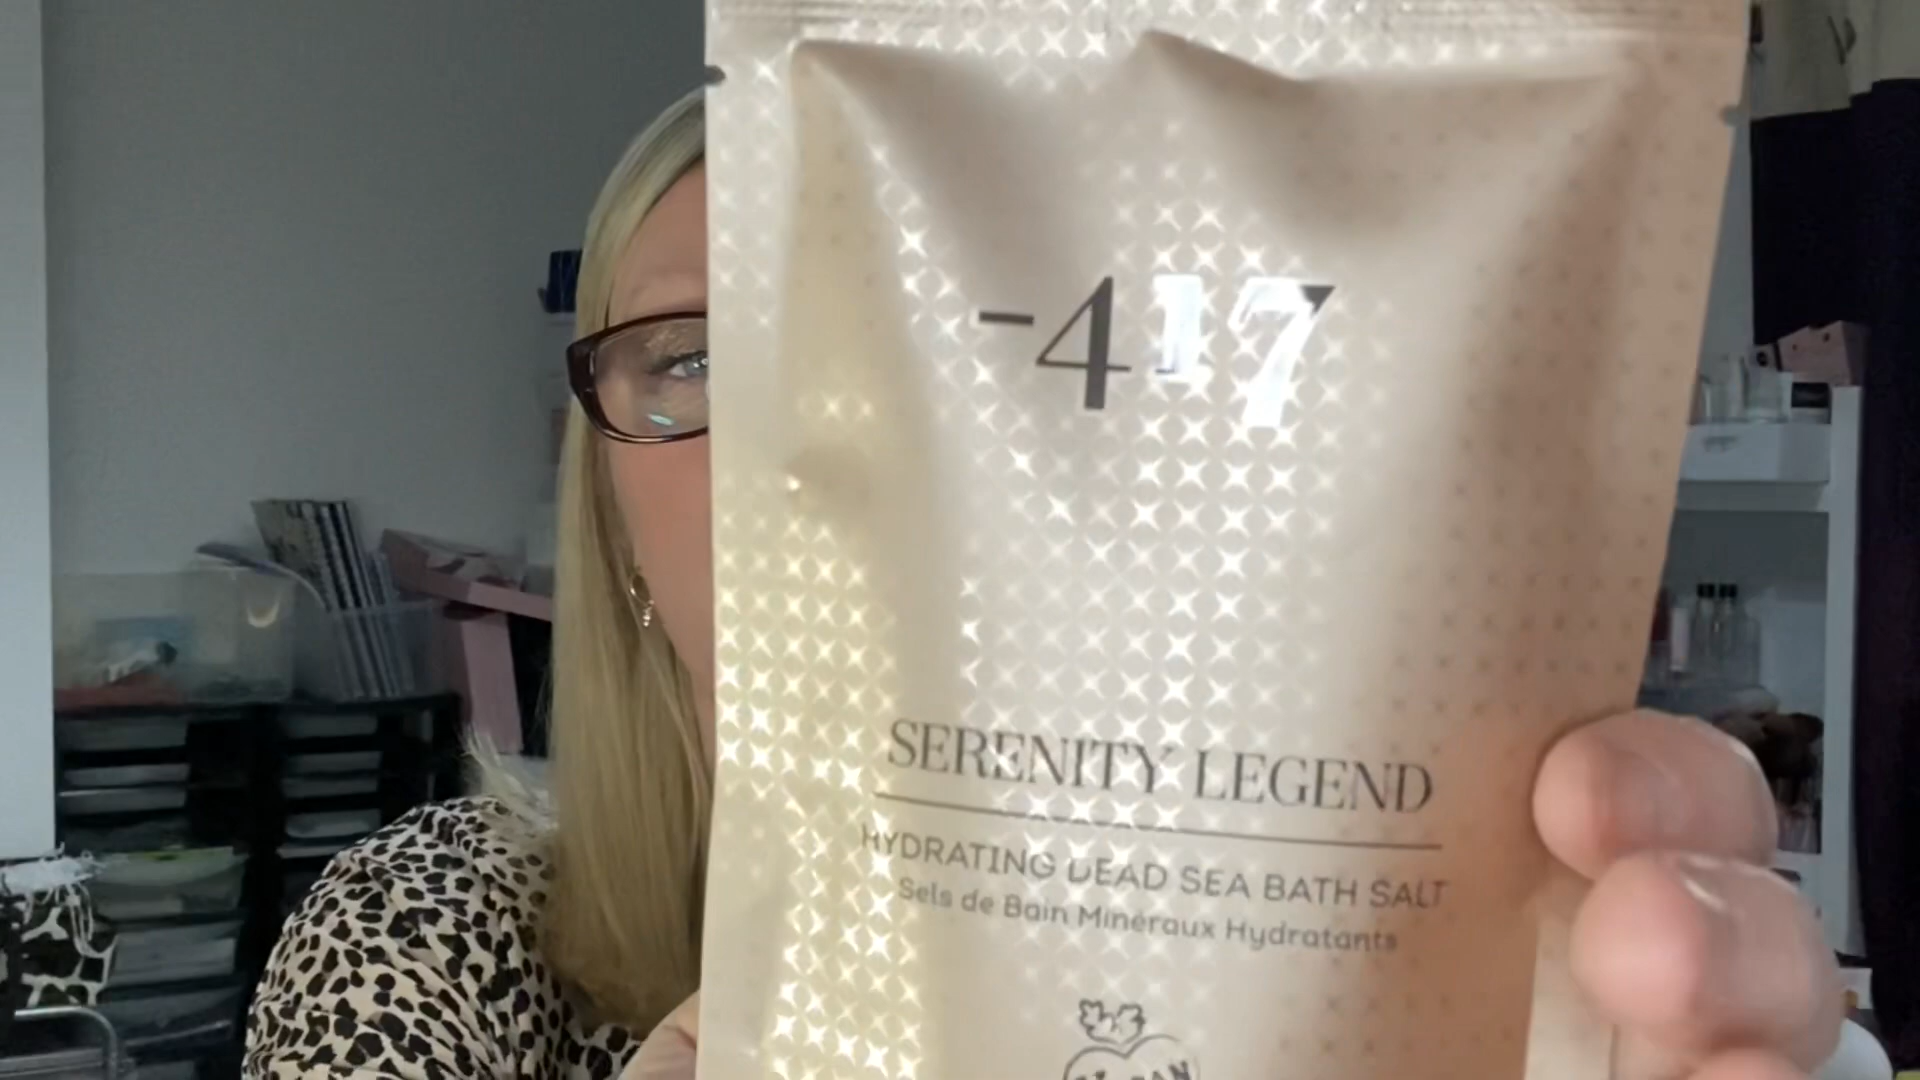 -417
SERENITY LEGEND
HYDRATING DEAD SEA BATH SALT
Sels de Bain Minéraux Hydratants